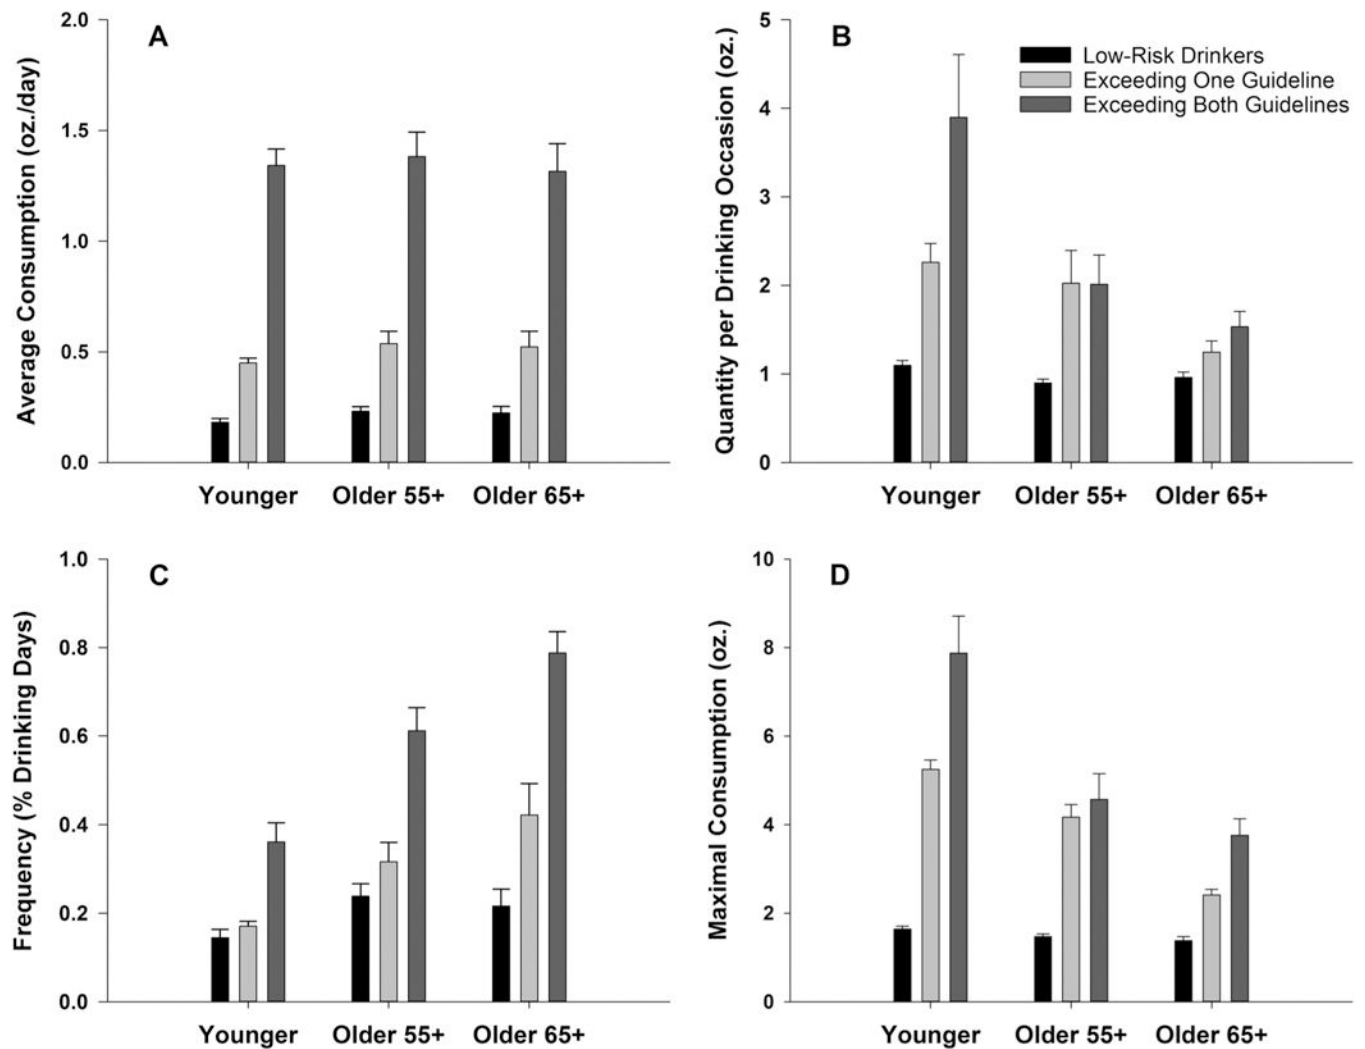 A
Average Consumption (oz./day)
2.0
1.5
1.0
0.5
0.0
Younger Older 55+ Older 65+
B
Quantity per Drinking Occasion (oz.)
5
4
3
2
1
0
Low-Risk Drinkers
Exceeding One Guideline
Exceeding Both Guidelines
Younger Older 55+ Older 65+
C
Frequency (% Drinking Days)
1.0
0.8
0.6
0.4
0.2
0.0
Younger Older 55+ Older 65+
D
Maximal Consumption (oz.)
10
8
6
4
2
0
Younger Older 55+ Older 65+